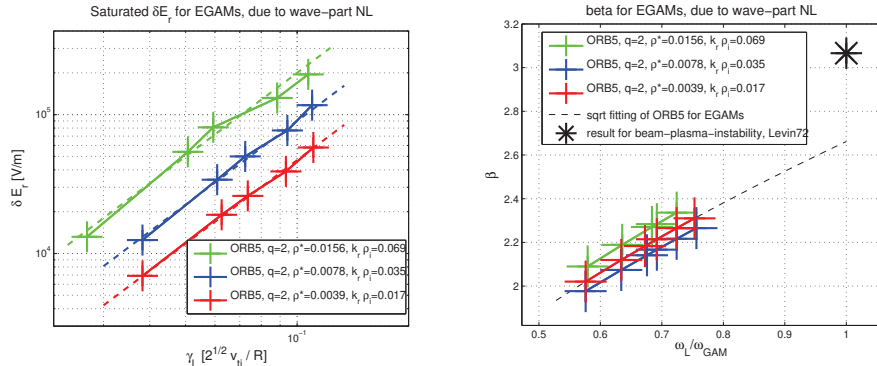 Saturated δE_r for EGAMs, due to wave−part NL
δ E_r [V/m]
10^5
10^4
ORB5, q=2, ρ*=0.0156, k_r ρ_i=0.069
ORB5, q=2, ρ*=0.0078, k_r ρ_i=0.035
ORB5, q=2, ρ*=0.0039, k_r ρ_i=0.017
10^−1
γ_L [2^1/2 v_ti / R]
beta for EGAMs, due to wave−part NL
β
3.2
3
2.8
2.6
2.4
2.2
2
ORB5, q=2, ρ*=0.0156, k_r ρ_i=0.069
ORB5, q=2, ρ*=0.0078, k_r ρ_i=0.035
ORB5, q=2, ρ*=0.0039, k_r ρ_i=0.017
sqrt fitting of ORB5 for EGAMs
result for beam−plasma−instability, Levin72
0.5 0.6 0.7 0.8 0.9 1
ω_L/ω_GAM